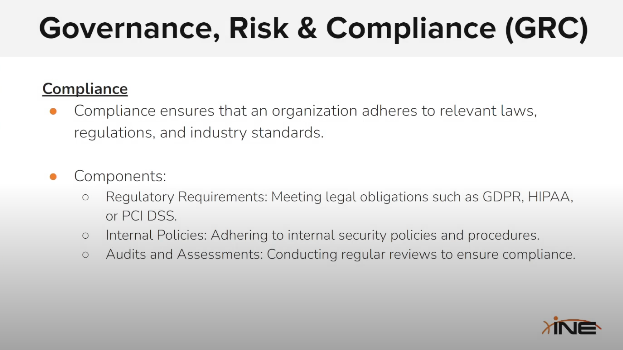 Governance, Risk & Compliance (GRC)
Compliance
● Compliance ensures that an organization adheres to relevant laws,
regulations, and industry standards.
● Components:
○ Regulatory Requirements: Meeting legal obligations such as GDPR, HIPAA,
or PCI DSS.
○ Internal Policies: Adhering to internal security policies and procedures.
○ Audits and Assessments: Conducting regular reviews to ensure compliance.
INE